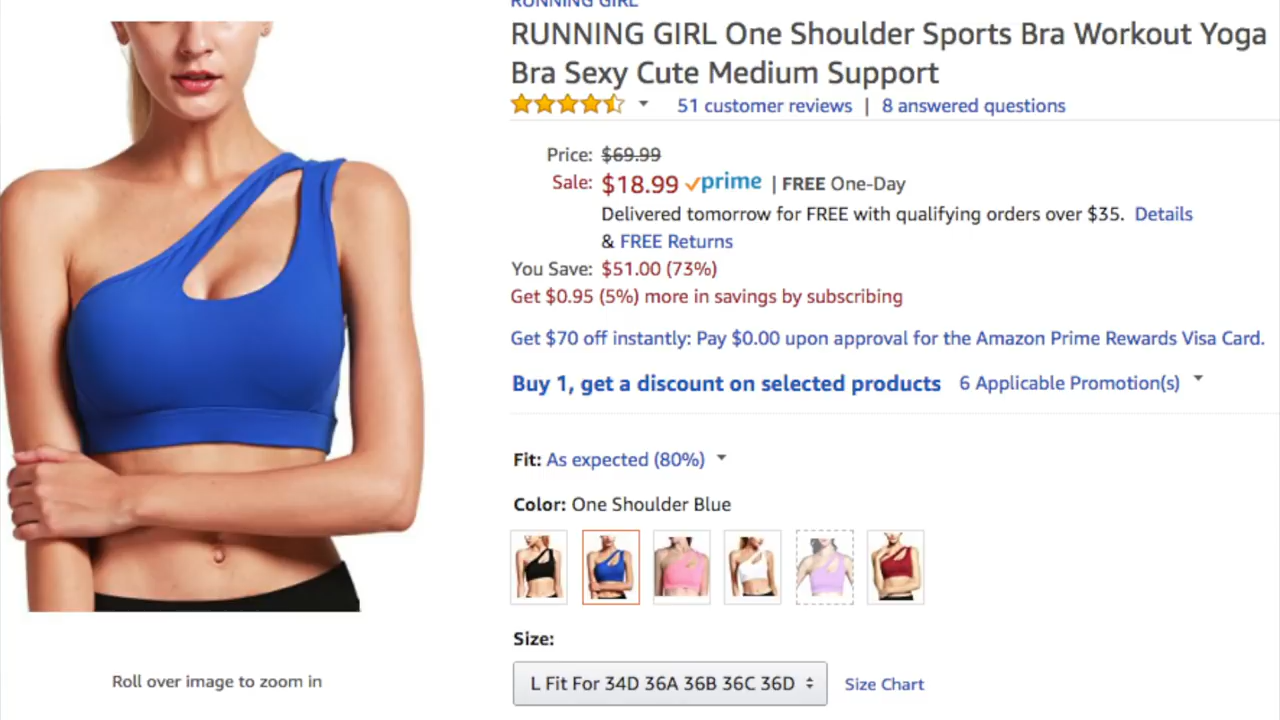 RUNNING GIRL
RUNNING GIRL One Shoulder Sports Bra Workout Yoga
Bra Sexy Cute Medium Support
51 customer reviews | 8 answered questions
Price: $69.99
Sale: $18.99 prime | FREE One-Day
Delivered tomorrow for FREE with qualifying orders over $35. Details
& FREE Returns
You Save: $51.00 (73%)
Get $0.95 (5%) more in savings by subscribing
Get $70 off instantly: Pay $0.00 upon approval for the Amazon Prime Rewards Visa Card.
Buy 1, get a discount on selected products 6 Applicable Promotion(s)
Fit: As expected (80%)
Color: One Shoulder Blue
Size:
L Fit For 34D 36A 36B 36C 36D
Size Chart
Roll over image to zoom in